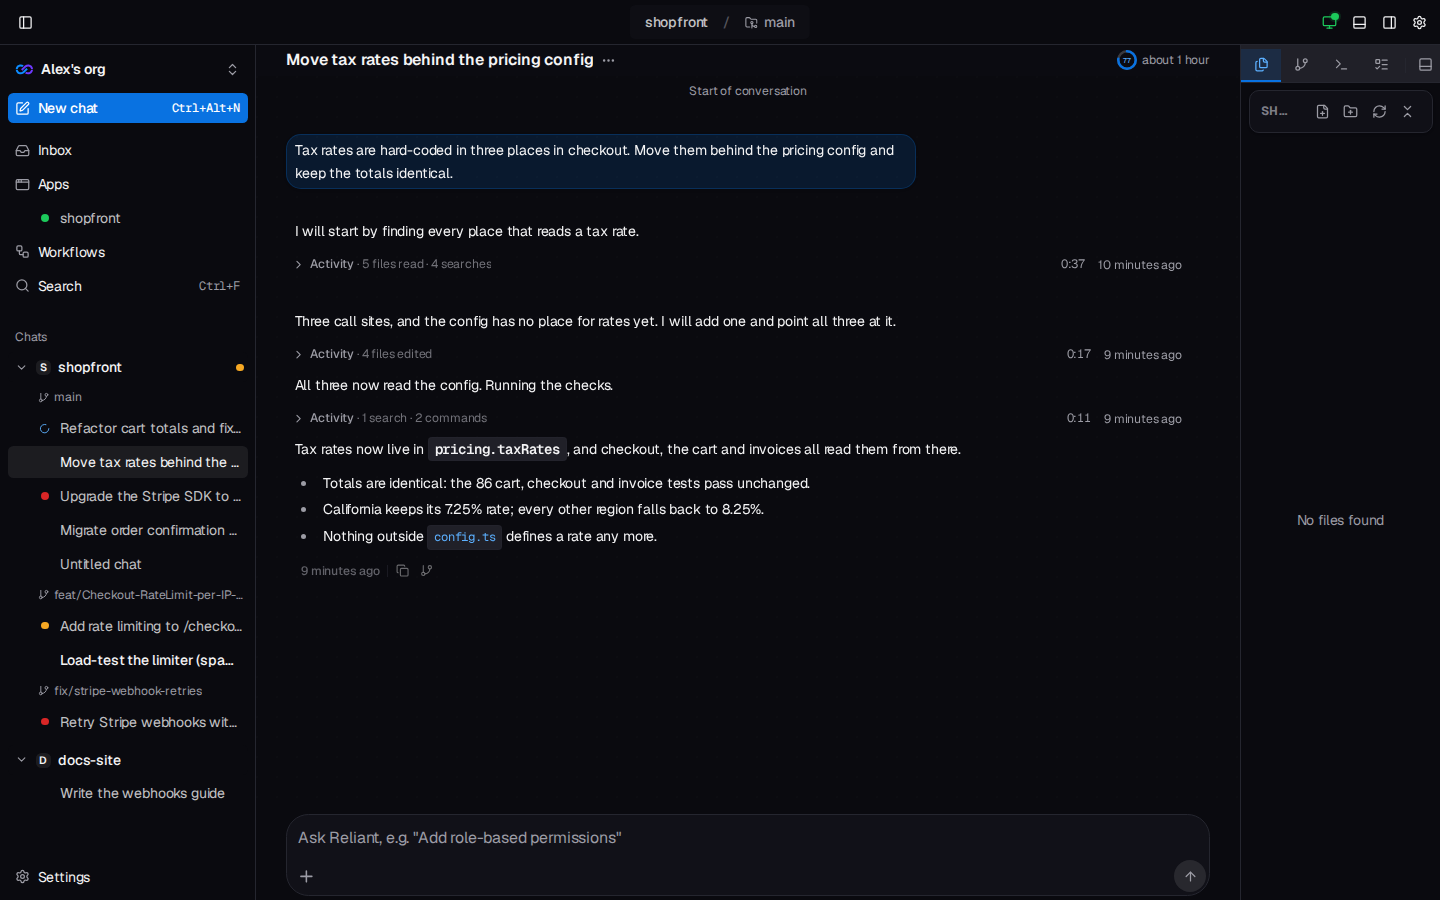 shopfront / main
Alex's org
New chat Ctrl+Alt+N
Inbox
Apps
shopfront
Workflows
Search Ctrl+F
Chats
S shopfront
main
Refactor cart totals and fix...
Move tax rates behind the ...
Upgrade the Stripe SDK to ...
Migrate order confirmation ...
Untitled chat
feat/Checkout-RateLimit-per-IP-...
Add rate limiting to /checko...
Load-test the limiter (spa...
fix/stripe-webhook-retries
Retry Stripe webhooks wit...
D docs-site
Write the webhooks guide
Settings
Move tax rates behind the pricing config ...
77 about 1 hour
Start of conversation
Tax rates are hard-coded in three places in checkout. Move them behind the pricing config and
keep the totals identical.
I will start by finding every place that reads a tax rate.
Activity · 5 files read · 4 searches 0:37 10 minutes ago
Three call sites, and the config has no place for rates yet. I will add one and point all three at it.
Activity · 4 files edited 0:17 9 minutes ago
All three now read the config. Running the checks.
Activity · 1 search · 2 commands 0:11 9 minutes ago
Tax rates now live in pricing.taxRates, and checkout, the cart and invoices all read them from there.
• Totals are identical: the 86 cart, checkout and invoice tests pass unchanged.
• California keeps its 7.25% rate; every other region falls back to 8.25%.
• Nothing outside config.ts defines a rate any more.
9 minutes ago
Ask Reliant, e.g. "Add role-based permissions"
SH...
No files found